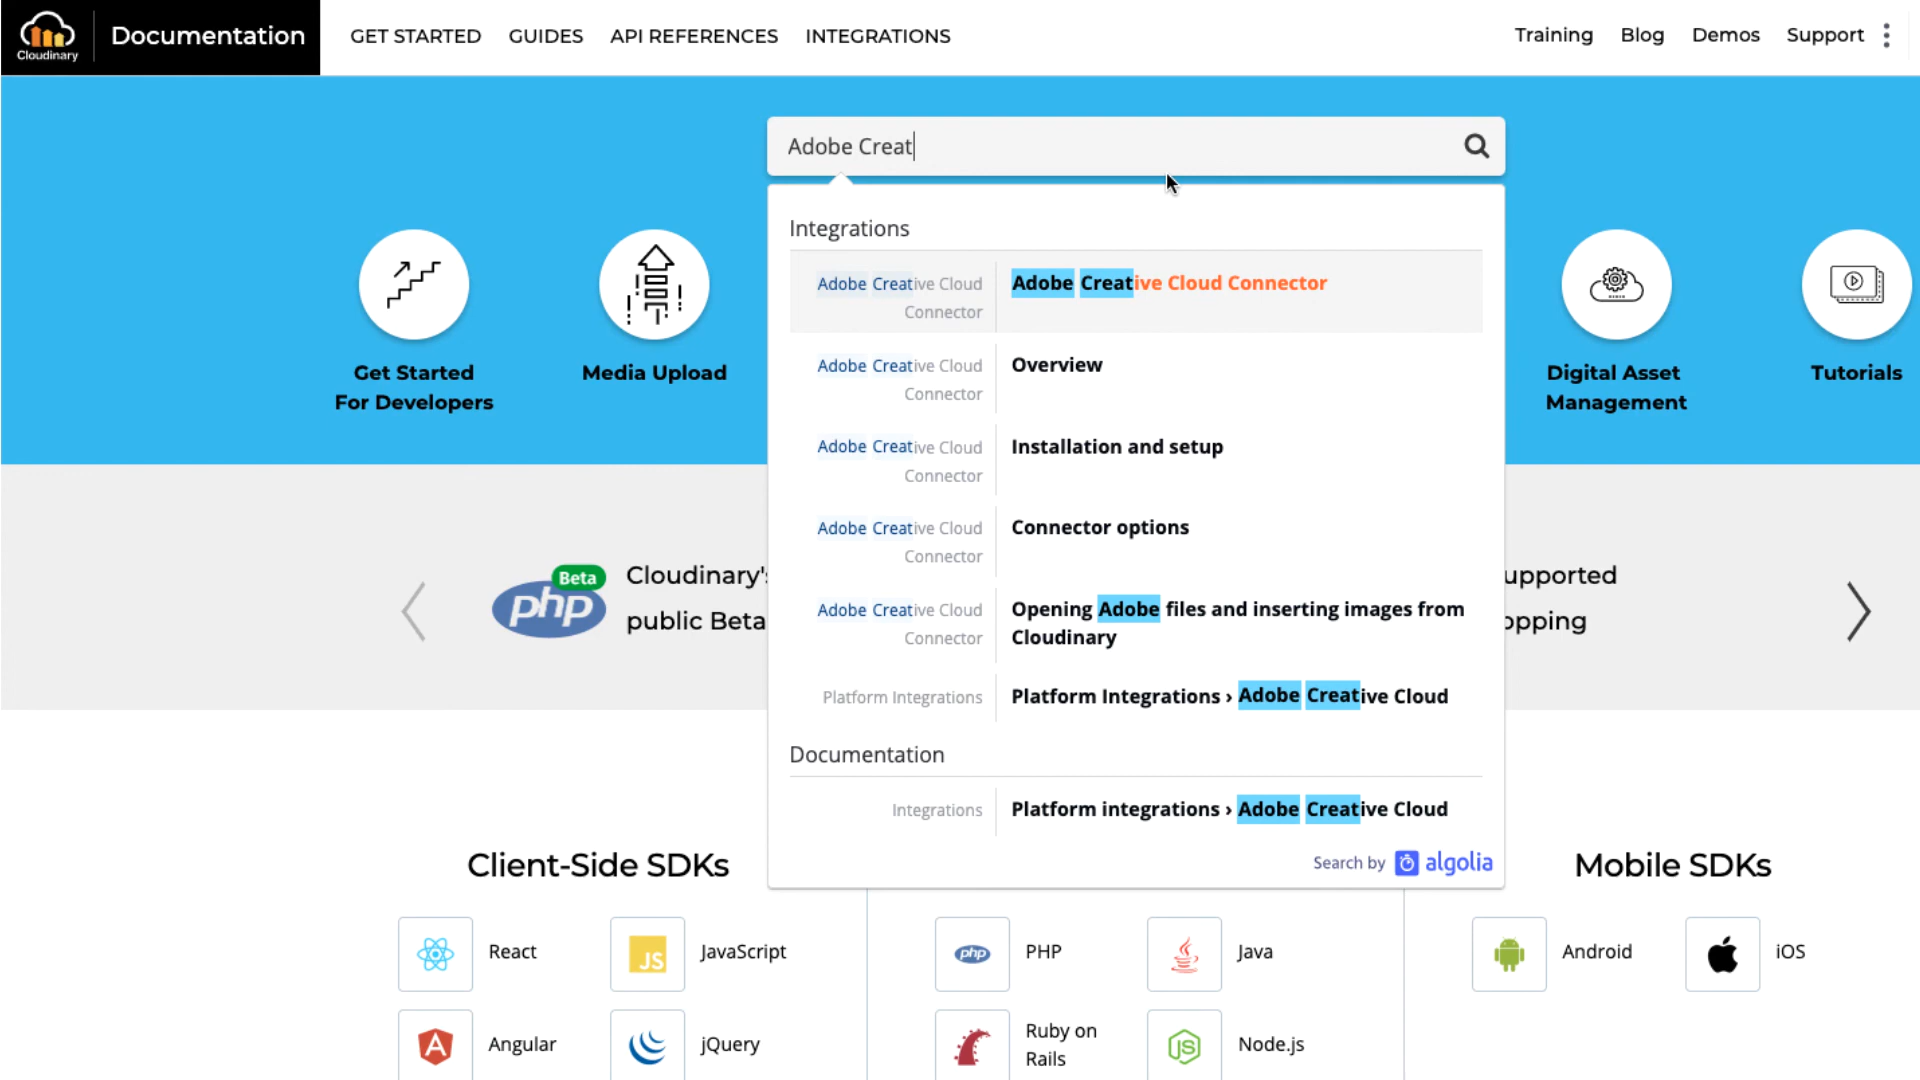 Cloudinary
Documentation
GET STARTED
GUIDES
API REFERENCES
INTEGRATIONS
Training
Blog
Demos
Support
Adobe Creat
Integrations
Adobe Creative Cloud
Connector
Adobe Creative Cloud Connector
Adobe Creative Cloud
Connector
Overview
Adobe Creative Cloud
Connector
Installation and setup
Adobe Creative Cloud
Connector
Connector options
Adobe Creative Cloud
Connector
Opening Adobe files and inserting images from
Cloudinary
Platform Integrations
Platform Integrations › Adobe Creative Cloud
Documentation
Integrations
Platform integrations › Adobe Creative Cloud
Search by algolia
Get Started
For Developers
Media Upload
Digital Asset
Management
Tutorials
Beta
php
Cloudinary's
public Beta
upported
opping
Client-Side SDKs
Mobile SDKs
React
JS
JavaScript
php
PHP
Java
Android
iOS
A
Angular
jQuery
Ruby on
Rails
JS
Node.js